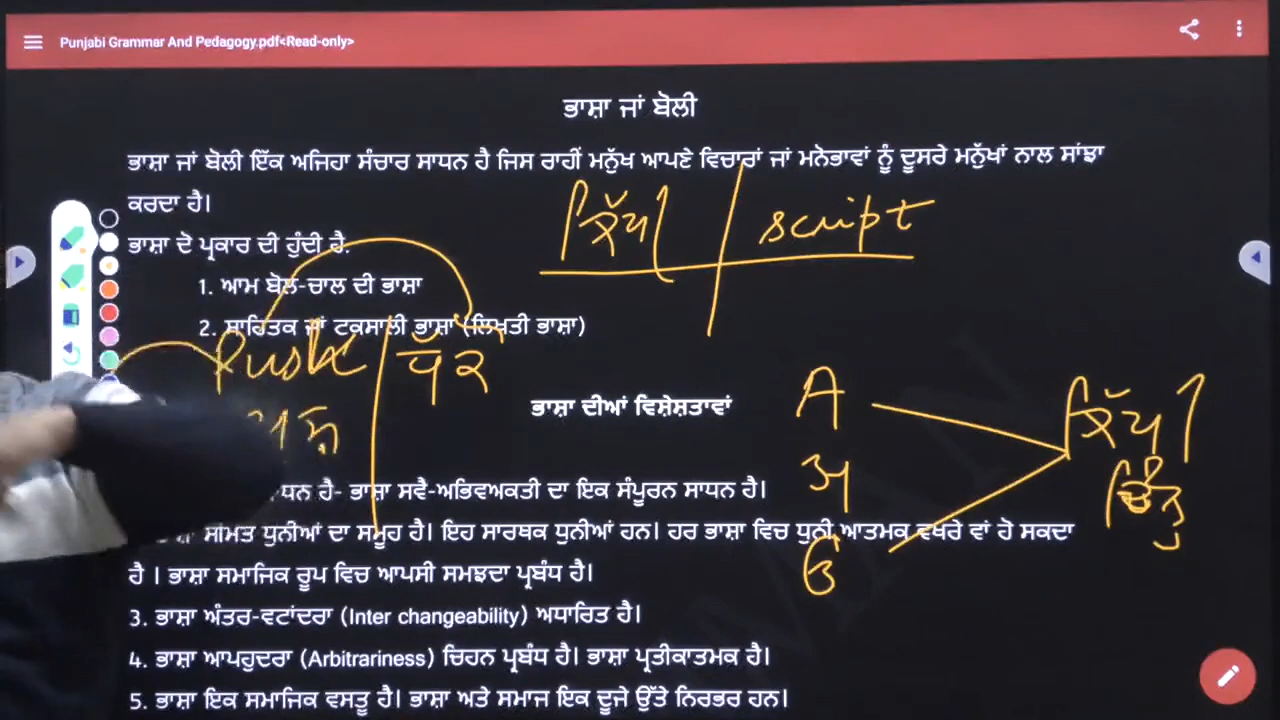 Punjabi Grammar And Pedagogy.pdf<Read-only>
ਭਾਸ਼ਾ ਜਾਂ ਬੋਲੀ
ਭਾਸ਼ਾ ਜਾਂ ਬੋਲੀ ਇੱਕ ਅਜਿਹਾ ਸੰਚਾਰ ਸਾਧਨ ਹੈ ਜਿਸ ਰਾਹੀਂ ਮਨੁੱਖ ਆਪਣੇ ਵਿਚਾਰਾਂ ਜਾਂ ਮਨੋਭਾਵਾਂ ਨੂੰ ਦੂਸਰੇ ਮਨੁੱਖਾਂ ਨਾਲ ਸਾਂਝਾ
ਕਰਦਾ ਹੈ।
ਲਿੱਪੀ script
ਭਾਸ਼ਾ ਦੋ ਪ੍ਰਕਾਰ ਦੀ ਹੁੰਦੀ ਹੈ:
1. ਆਮ ਬੋਲ-ਚਾਲ ਦੀ ਭਾਸ਼ਾ
2. ਸਾਹਿਤਕ ਜਾਂ ਟਕਸਾਲੀ ਭਾਸ਼ਾ (ਲਿਖਤੀ ਭਾਸ਼ਾ)
A
ਲਿੱਪੀ
ਭਾਸ਼ਾ ਦੀਆਂ ਵਿਸ਼ੇਸ਼ਤਾਵਾਂ
अ
ਚਿੰਨ੍ਹ
ਹੈ- ਭਾਸ਼ਾ ਸਵੈ-ਅਭਿਵਅਕਤੀ ਦਾ ਇਕ ਸੰਪੂਰਨ ਸਾਧਨ ਹੈ।
ਧੁਨੀਆਂ ਦਾ ਸਮੂਹ ਹੈ। ਇਹ ਸਾਰਥਕ ਧੁਨੀਆਂ ਹਨ। ਹਰ ਭਾਸ਼ਾ ਵਿਚ ਧੁਨੀ ਆਤਮਕ ਵਖਰੇ ਵਾਂ ਹੋ ਸਕਦਾ
ਹੈ । ਭਾਸ਼ਾ ਸਮਾਜਿਕ ਰੂਪ ਵਿਚ ਆਪਸੀ ਸਮਝਦਾ ਪ੍ਰਬੰਧ ਹੈ।
3. ਭਾਸ਼ਾ ਅੰਤਰ-ਵਟਾਂਦਰਾ (Inter changeability) ਅਧਾਰਿਤ ਹੈ।
4. ਭਾਸ਼ਾ ਆਪਹੁਦਰਾ (Arbitrariness) ਚਿਹਨ ਪ੍ਰਬੰਧ ਹੈ। ਭਾਸ਼ਾ ਪ੍ਰਤੀਕਾਤਮਕ ਹੈ।
5. ਭਾਸ਼ਾ ਇਕ ਸਮਾਜਿਕ ਵਸਤੂ ਹੈ। ਭਾਸ਼ਾ ਅਤੇ ਸਮਾਜ ਇਕ ਦੂਜੇ ਉੱਤੇ ਨਿਰਭਰ ਹਨ।